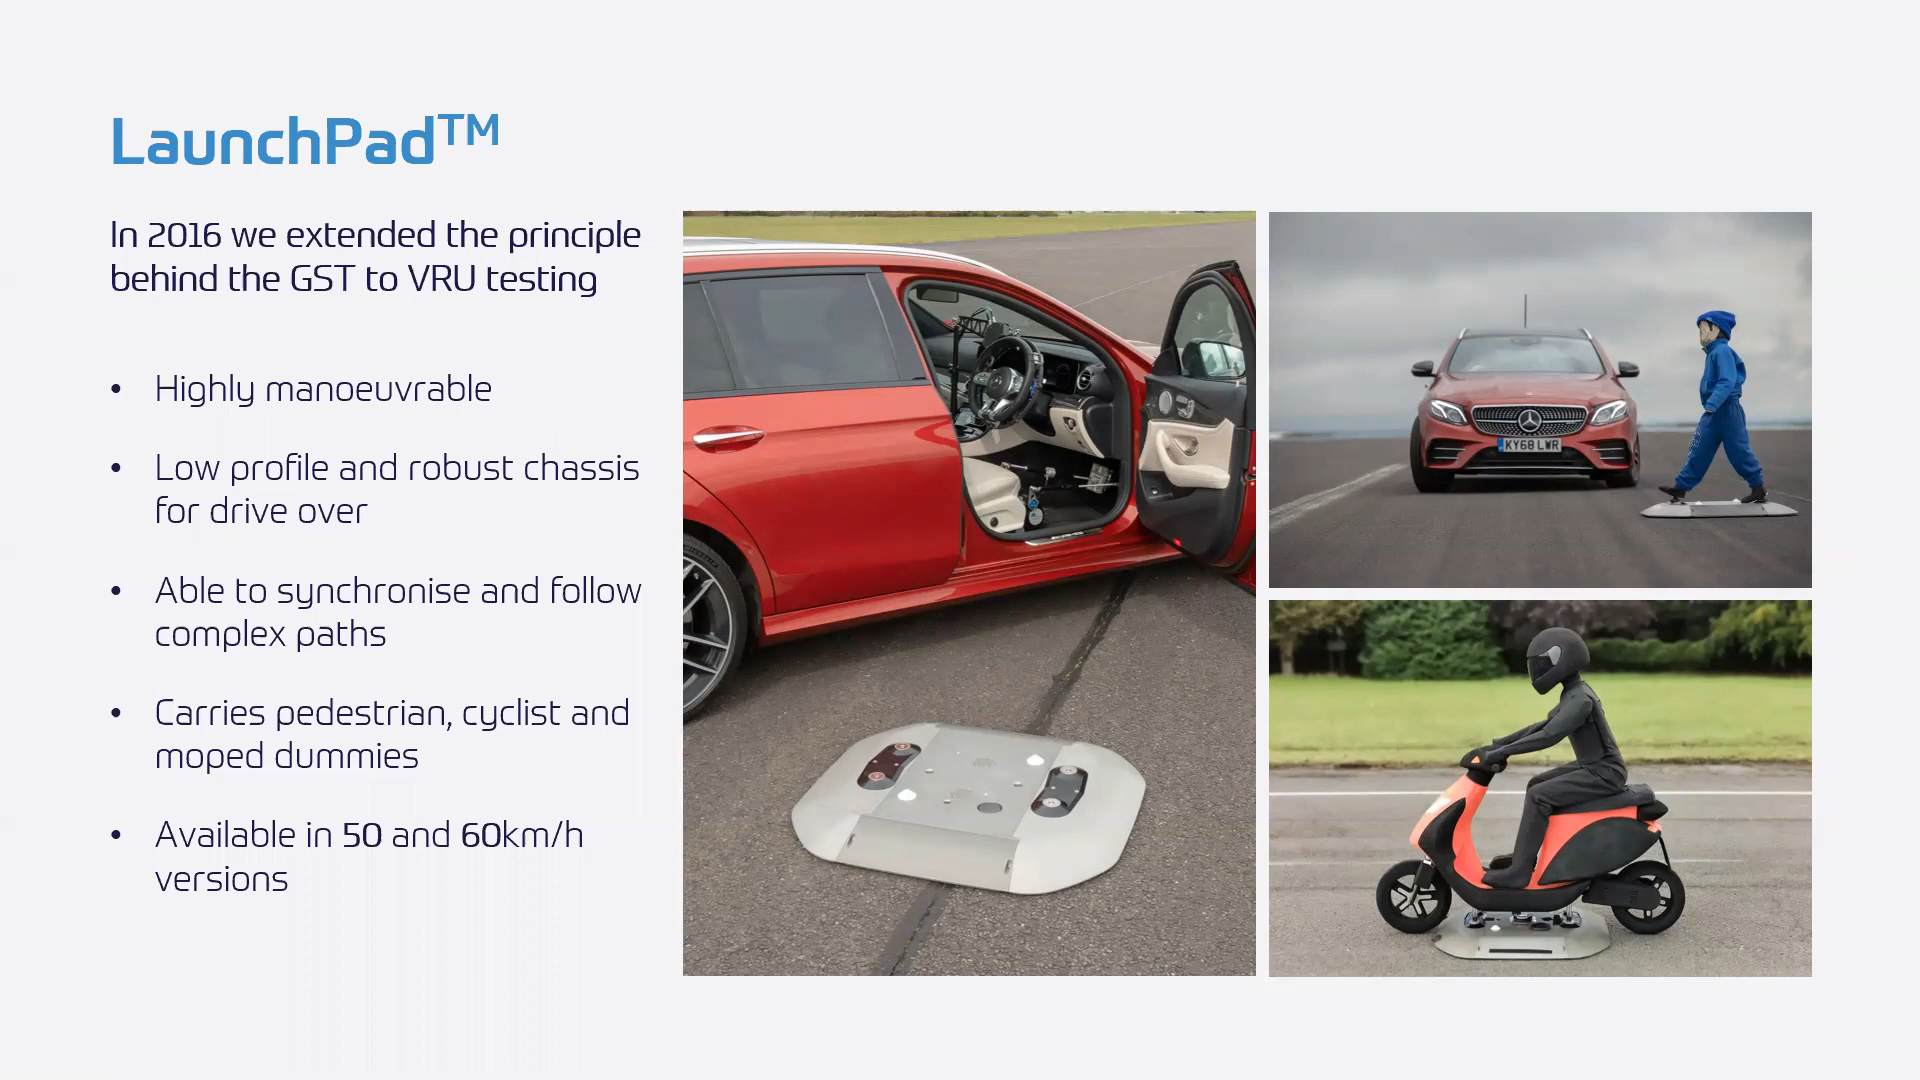 LaunchPad™
In 2016 we extended the principle
behind the GST to VRU testing
• Highly manoeuvrable
• Low profile and robust chassis
for drive over
• Able to synchronise and follow
complex paths
• Carries pedestrian, cyclist and
moped dummies
• Available in 50 and 60km/h
versions
KY68 LWR